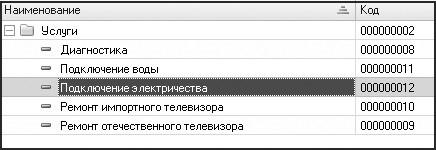 Наименование Код
Услуги 000000002
Диагностика 000000008
Подключение воды 000000011
Подключение электричества 000000012
Ремонт импортного телевизора 000000010
Ремонт отечественного телевизора 000000009